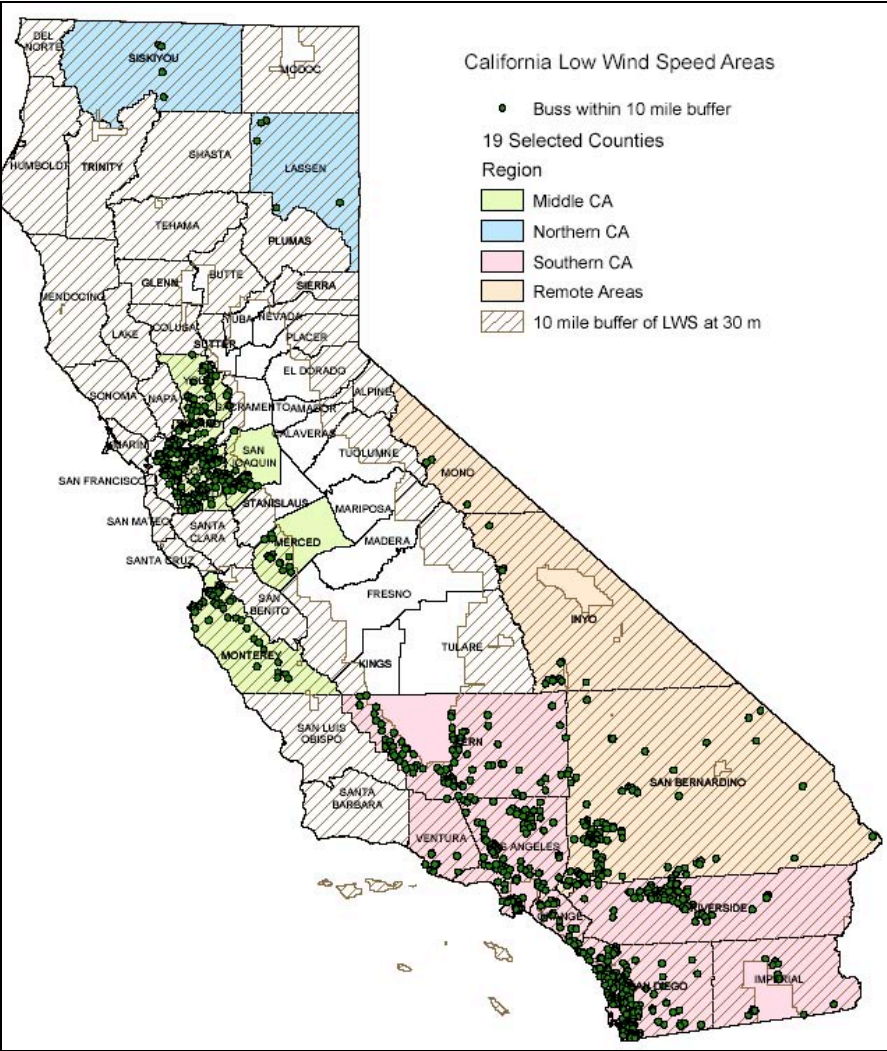 DEL
NORTE
SISKIYOU
MODOC
California Low Wind Speed Areas
Buss within 10 mile buffer
19 Selected Counties
Region
Middle CA
Northern CA
Southern CA
Remote Areas
10 mile buffer of LWS at 30 m
HUMBOLDT
TRINITY
SHASTA
LASSEN
TEHAMA
PLUMAS
GLENN
BUTTE
SIERRA
MENDOCINO
LAKE
COLUSA
YUBA
NEVADA
SUTTER
PLACER
EL DORADO
ALPINE
SONOMA
NAPA
SACRAMENTO
AMADOR
CALAVERAS
MARIN
SAN
JOAQUIN
TUOLUMNE
MONO
SAN FRANCISCO
STANISLAUS
SAN MATEO
SANTA
CLARA
MARIPOSA
MERCED
MADERA
SANTA CRUZ
SAN
BENITO
FRESNO
INYO
MONTEREY
KINGS
TULARE
SAN LUIS
OBISPO
KERN
SAN BERNARDINO
SANTA
BARBARA
VENTURA
ANGELES
RIVERSIDE
ORANGE
SAN DIEGO
IMPERIAL